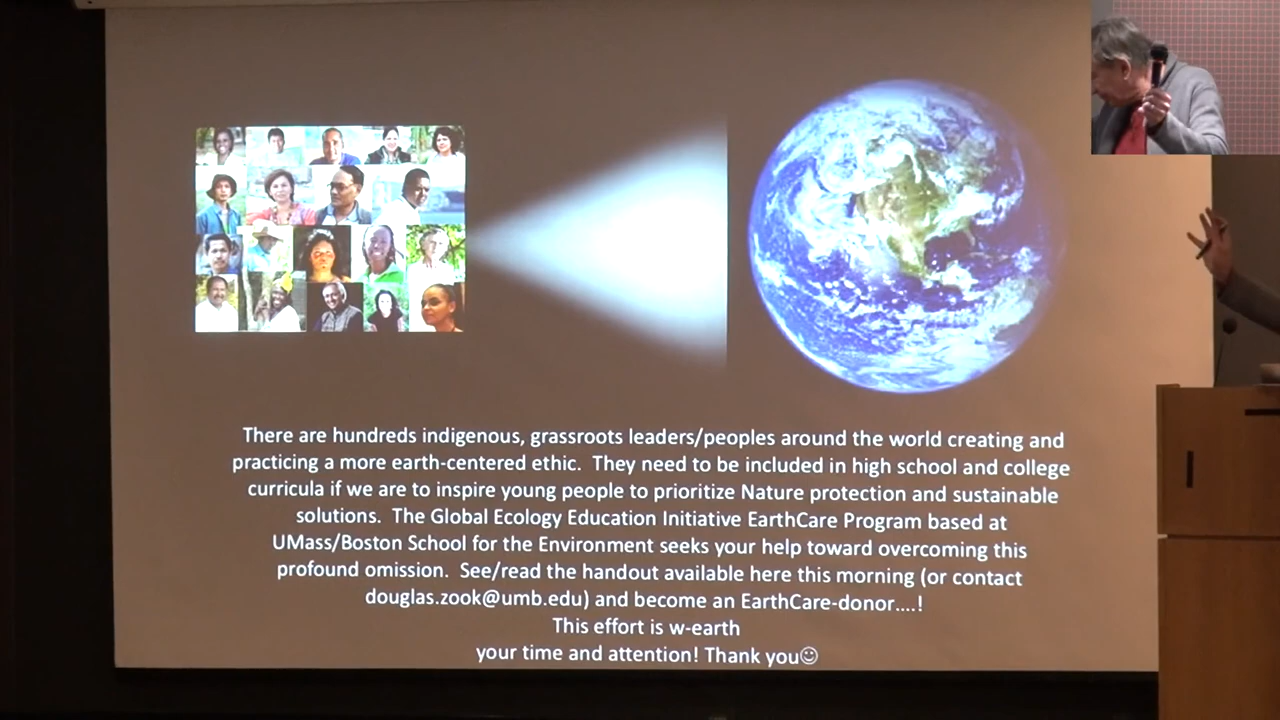 There are hundreds indigenous, grassroots leaders/peoples around the world creating and
practicing a more earth-centered ethic.  They need to be included in high school and college
curricula if we are to inspire young people to prioritize Nature protection and sustainable
solutions.  The Global Ecology Education Initiative EarthCare Program based at
UMass/Boston School for the Environment seeks your help toward overcoming this
profound omission.  See/read the handout available here this morning (or contact
douglas.zook@umb.edu) and become an EarthCare-donor....!
This effort is w-earth
your time and attention! Thank you☺